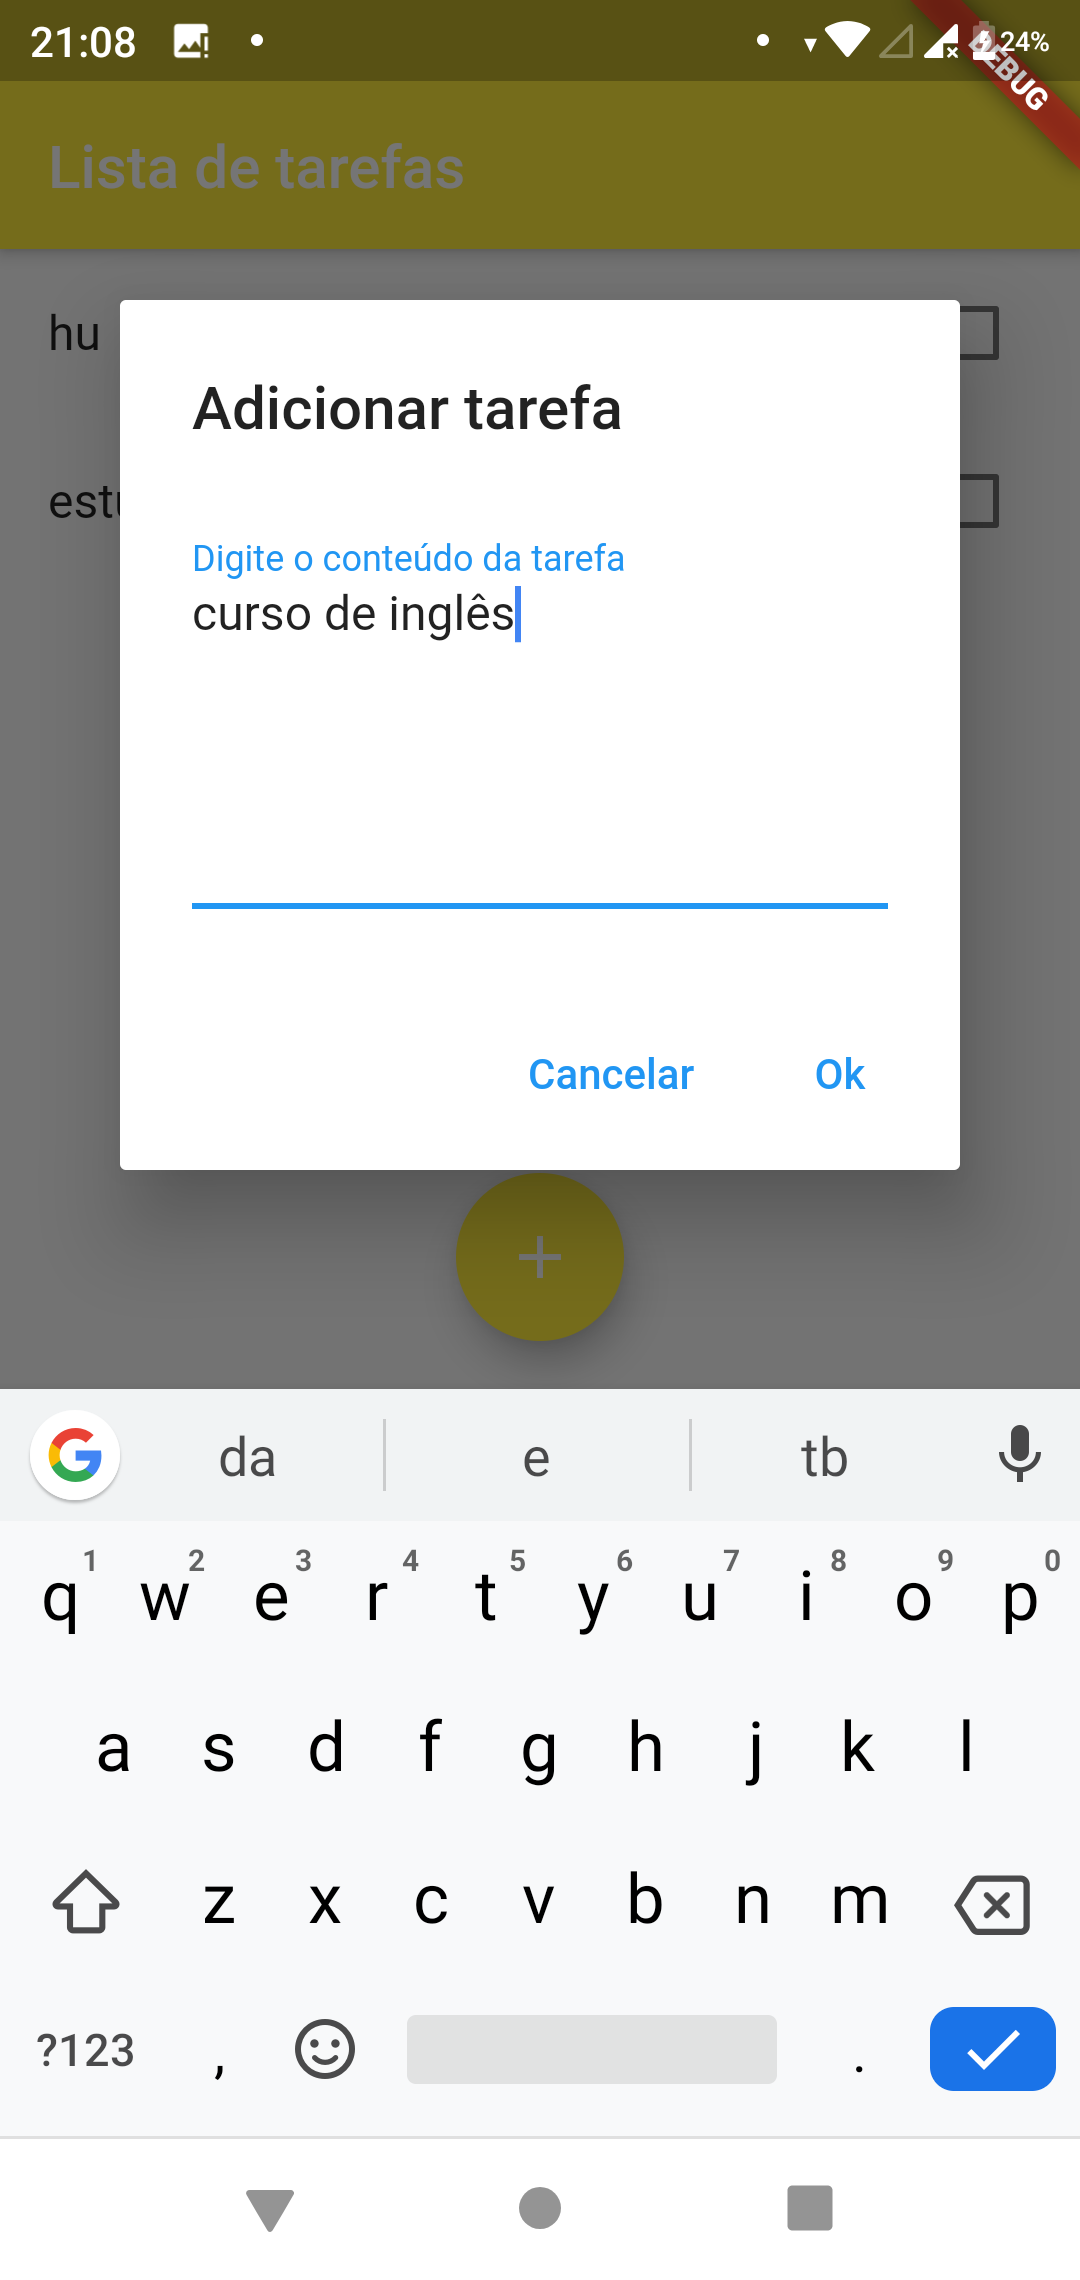 21:08
24%
DEBUG
Lista de tarefas
hu
Adicionar tarefa
Digite o conteúdo da tarefa
curso de inglês
Cancelar Ok
da e tb
1 2 3 4 5 6 7 8 9 0
q w e r t y u i o p
a s d f g h j k l
z x c v b n m
?123 , .